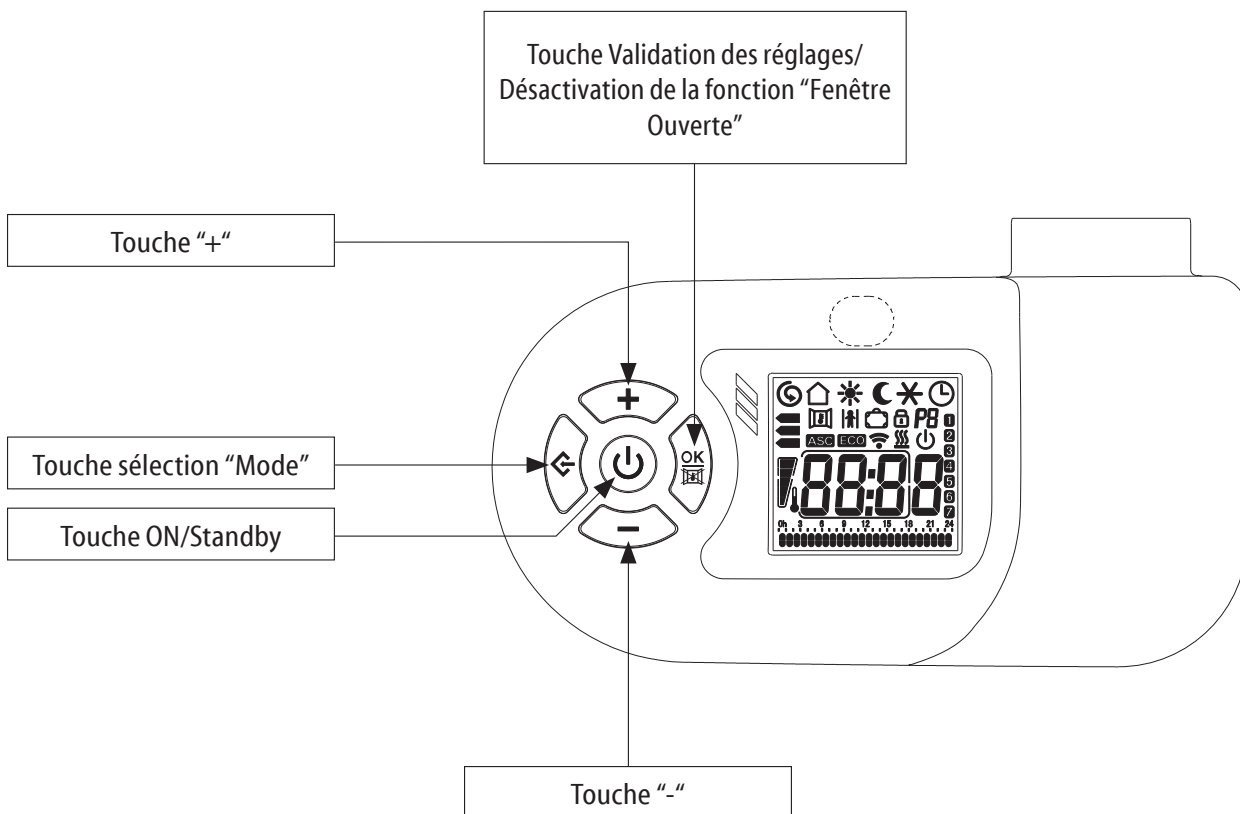 Touche Validation des réglages/
Désactivation de la fonction “Fenêtre
Ouverte”
Touche “+“
Touche sélection “Mode”
Touche ON/Standby
Touche “-“
+
OK
-
P8
1
2
3
4
5
6
7
ASC ECO
88:88
0h 3 6 9 12 15 18 21 24